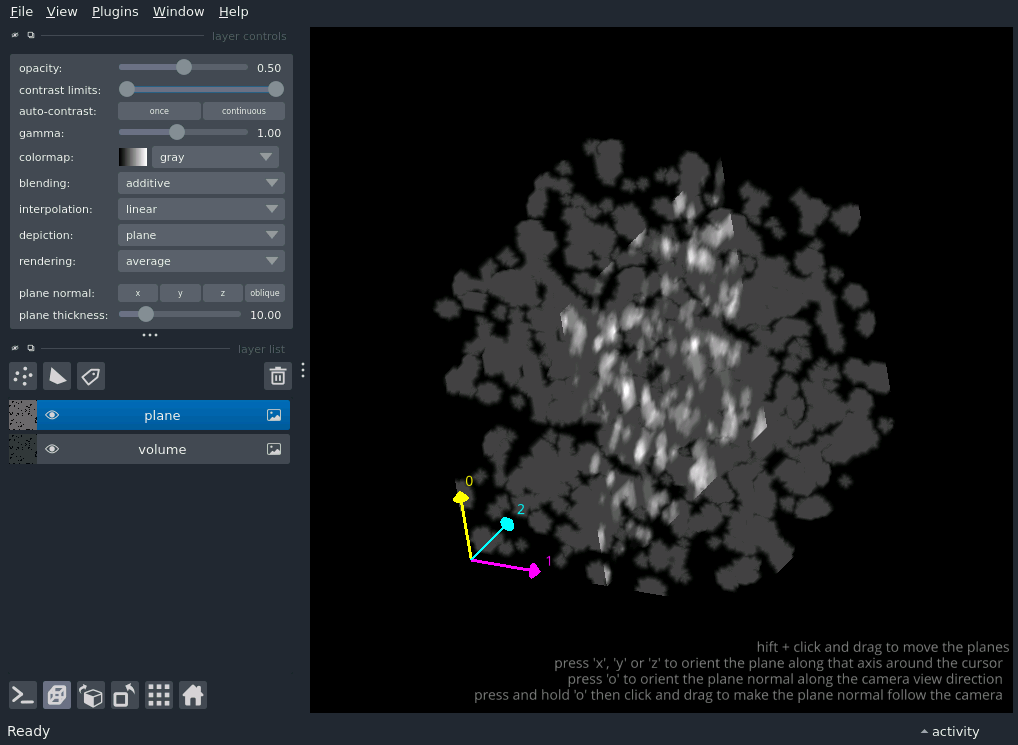 File View Plugins Window Help
layer controls
opacity: 0.50
contrast limits:
auto-contrast: once continuous
gamma: 1.00
colormap: gray
blending: additive
interpolation: linear
depiction: plane
rendering: average
plane normal: x y z oblique
plane thickness: 10.00
layer list
plane
volume
0
2
1
hift + click and drag to move the planes
press 'x', 'y' or 'z' to orient the plane along that axis around the cursor
press 'o' to orient the plane normal along the camera view direction
press and hold 'o' then click and drag to make the plane normal follow the camera
Ready activity